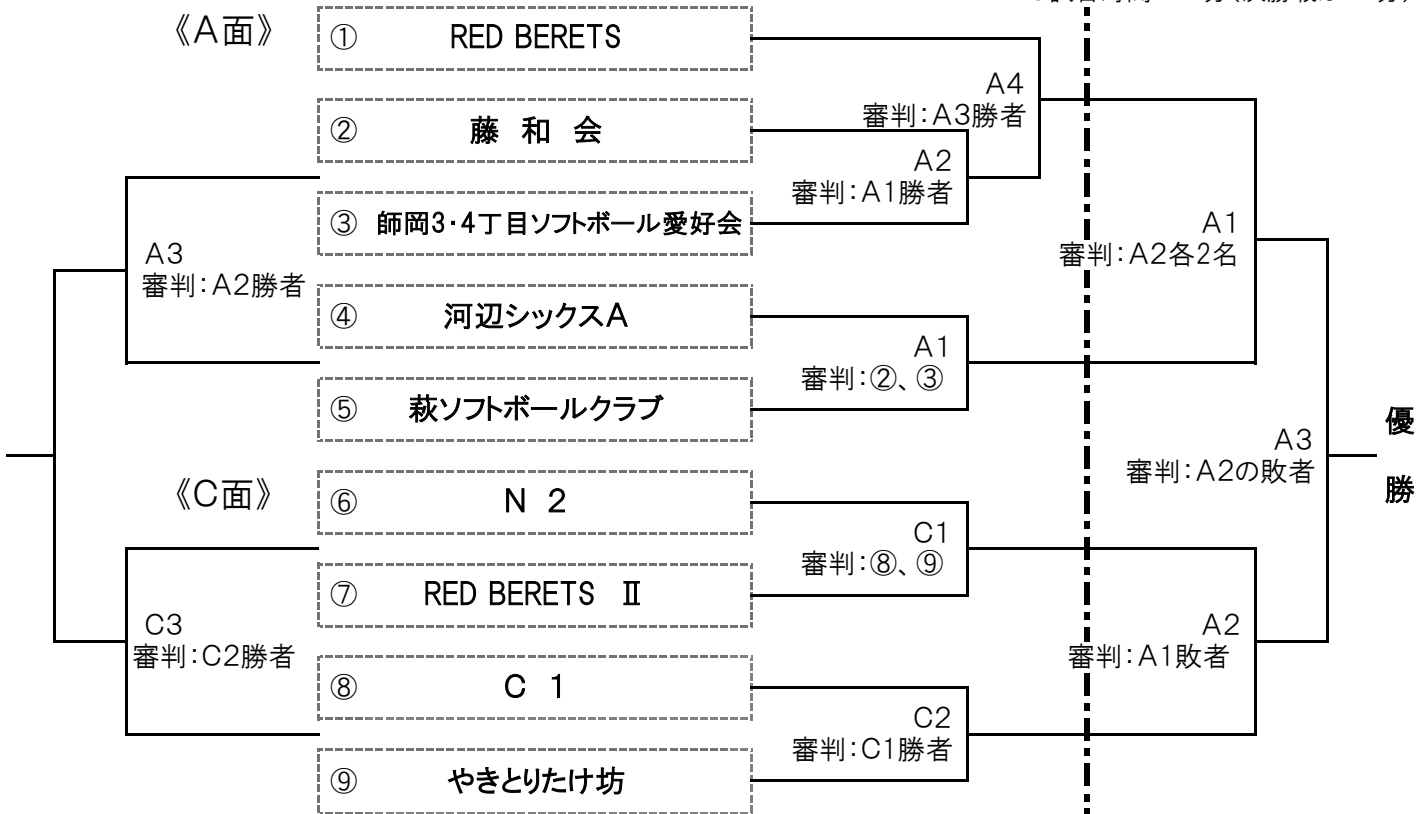 《A面》
① RED BERETS
A4
審判：A3勝者
② 藤 和 会
A2
審判：A1勝者
③ 師岡3・4丁目ソフトボール愛好会
A1
審判：A2各2名
A3
審判：A2勝者
④ 河辺シックスA
A1
審判：②、③
⑤ 萩ソフトボールクラブ
優
勝
A3
審判：A2の敗者
《C面》
⑥ N 2
C1
審判：⑧、⑨
⑦ RED BERETS Ⅱ
C3
審判：C2勝者
A2
審判：A1敗者
⑧ C 1
C2
審判：C1勝者
⑨ やきとりたけ坊